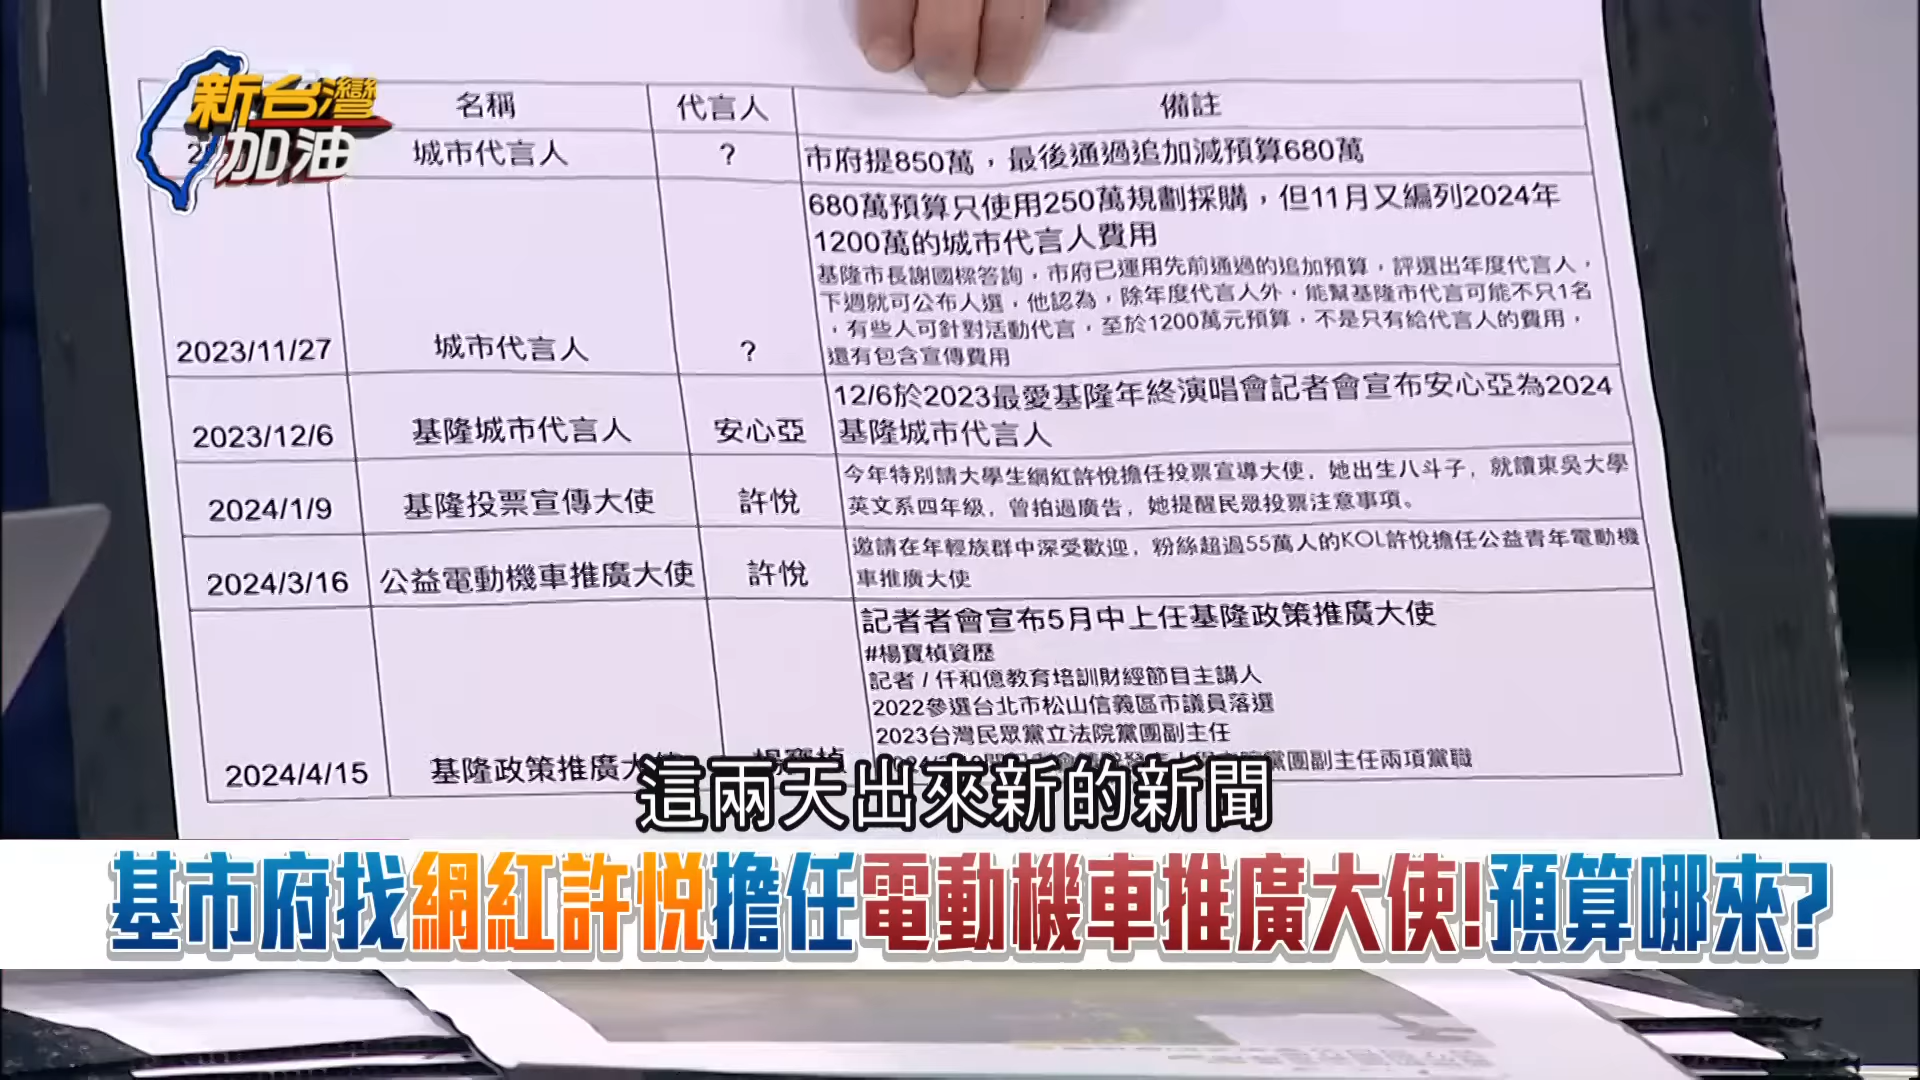 新台灣
加油
名稱 代言人 備註
城市代言人 ? 市府提850萬，最後通過追加減預算680萬
680萬預算只使用250萬規劃採購，但11月又編列2024年
1200萬的城市代言人費用
基隆市長謝國樑答詢，市府已運用先前通過的追加預算，評選出年度代言人，
下週就可公布人選，他認為，除年度代言人外，能幫基隆市代言可能不只1名
，有些人可針對活動代言，至於1200萬元預算，不是只有給代言人的費用，
還有包含宣傳費用
2023/11/27 城市代言人 ?
12/6於2023最愛基隆年終演唱會記者會宣布安心亞為2024
基隆城市代言人
2023/12/6 基隆城市代言人 安心亞
今年特別請大學生網紅許悅擔任投票宣導大使，她出生八斗子，就讀東吳大學
英文系四年級，曾拍過廣告，她提醒民眾投票注意事項。
2024/1/9 基隆投票宣傳大使 許悅
邀請在年輕族群中深受歡迎，粉絲超過55萬人的KOL許悅擔任公益青年電動機
車推廣大使
2024/3/16 公益電動機車推廣大使 許悅
記者者會宣布5月中上任基隆政策推廣大使
#楊寶楨資歷
記者 / 仟和億教育培訓財經節目主講人
2022參選台北市松山信義區市議員落選
2023台灣民眾黨立法院黨團副主任
黨團副主任兩項黨職
2024/4/15 基隆政策推廣大
這兩天出來新的新聞
基市府找網紅許悅擔任電動機車推廣大使!預算哪來?